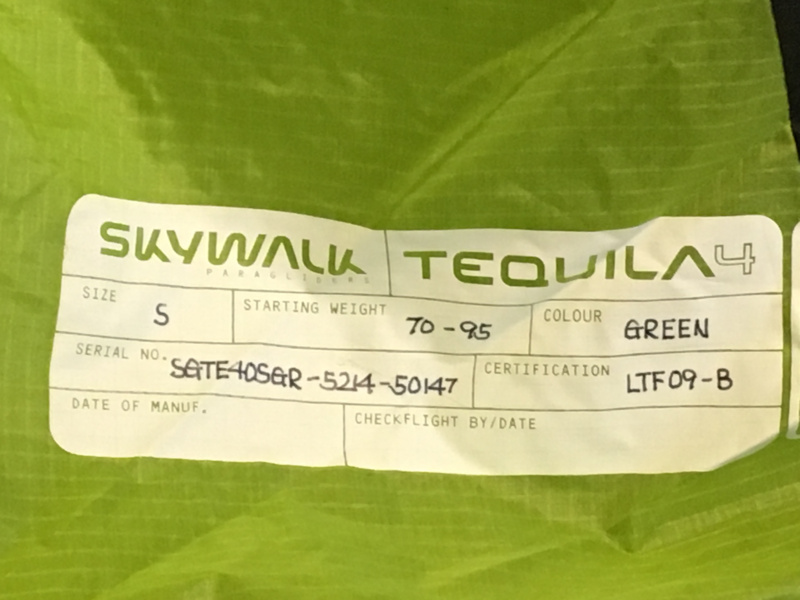 SKYWALK TEQUILA4
PARAGLIDERS
SIZE S STARTING WEIGHT 70-95 COLOUR GREEN
SERIAL NO. SGTE40SGR-5214-50147 CERTIFICATION LTF09-B
DATE OF MANUF. CHECKFLIGHT BY/DATE